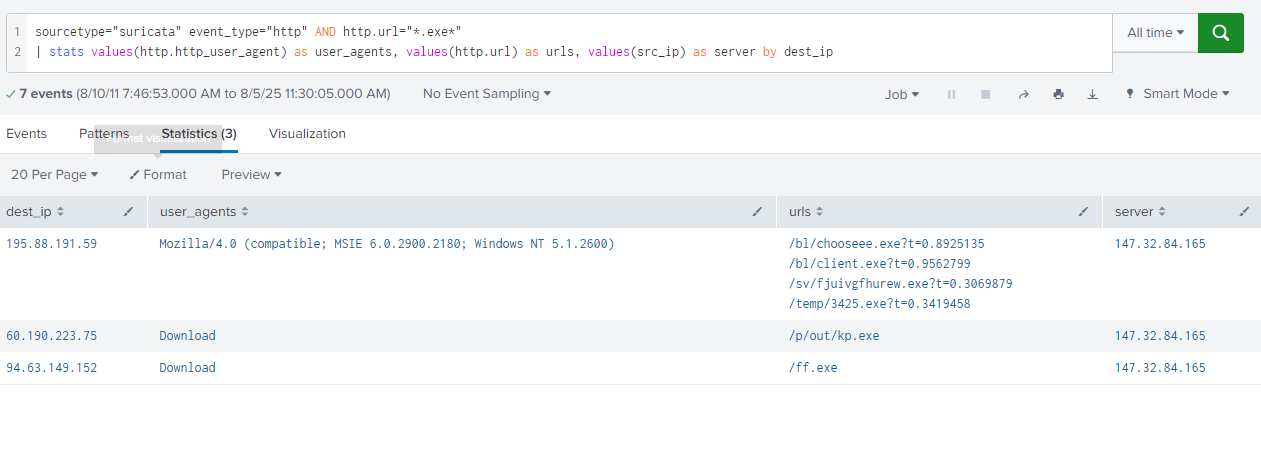 1 sourcetype="suricata" event_type="http" AND http.url="*.exe*"
2 | stats values(http.http_user_agent) as user_agents, values(http.url) as urls, values(src_ip) as server by dest_ip
All time
7 events (8/10/11 7:46:53.000 AM to 8/5/25 11:30:05.000 AM) No Event Sampling Job Smart Mode
Events Patterns Statistics (3) Visualization
Format visualization
20 Per Page Format Preview
dest_ip user_agents urls server
195.88.191.59 Mozilla/4.0 (compatible; MSIE 6.0.2900.2180; Windows NT 5.1.2600) /bl/chooseee.exe?t=0.8925135 147.32.84.165
/bl/client.exe?t=0.9562799
/sv/fjuivgfhurew.exe?t=0.3069879
/temp/3425.exe?t=0.3419458
60.190.223.75 Download /p/out/kp.exe 147.32.84.165
94.63.149.152 Download /ff.exe 147.32.84.165